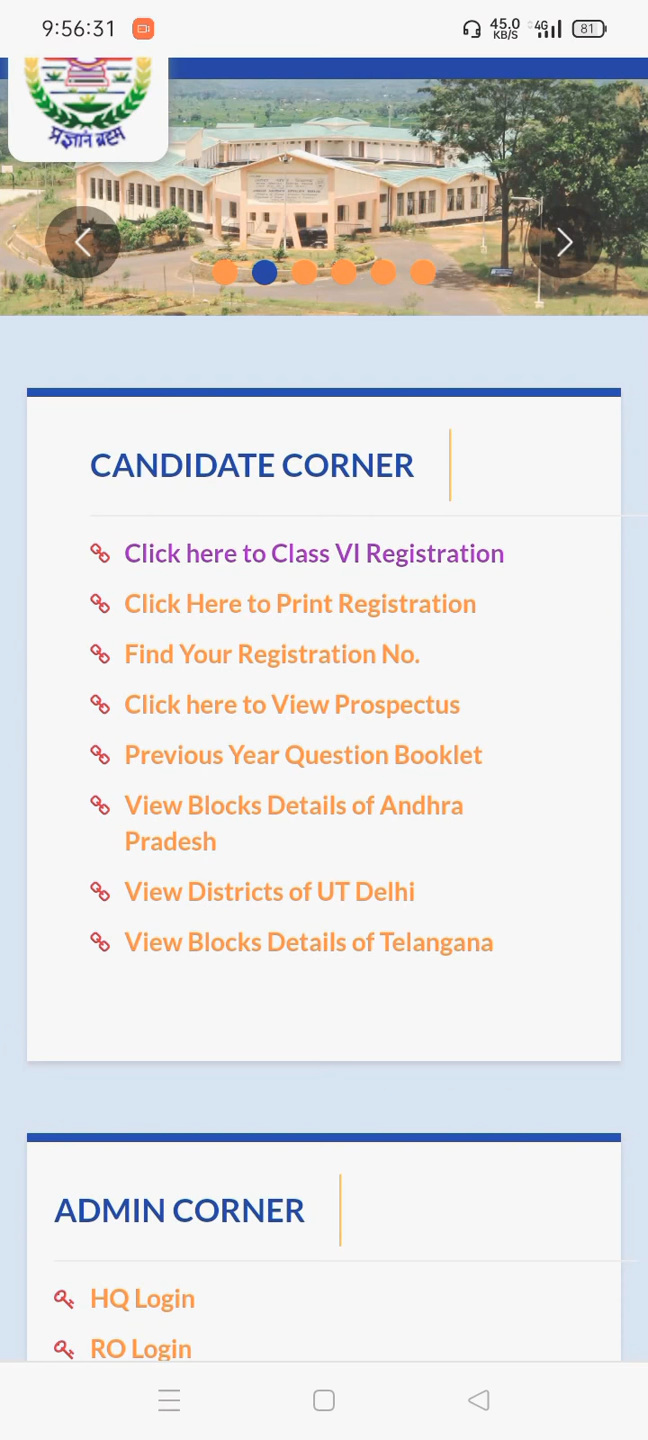 9:56:31
45.0
KB/S
4G
81
प्रज्ञानं ब्रह्म
CANDIDATE CORNER
Click here to Class VI Registration
Click Here to Print Registration
Find Your Registration No.
Click here to View Prospectus
Previous Year Question Booklet
View Blocks Details of Andhra
Pradesh
View Districts of UT Delhi
View Blocks Details of Telangana
ADMIN CORNER
HQ Login
RO Login